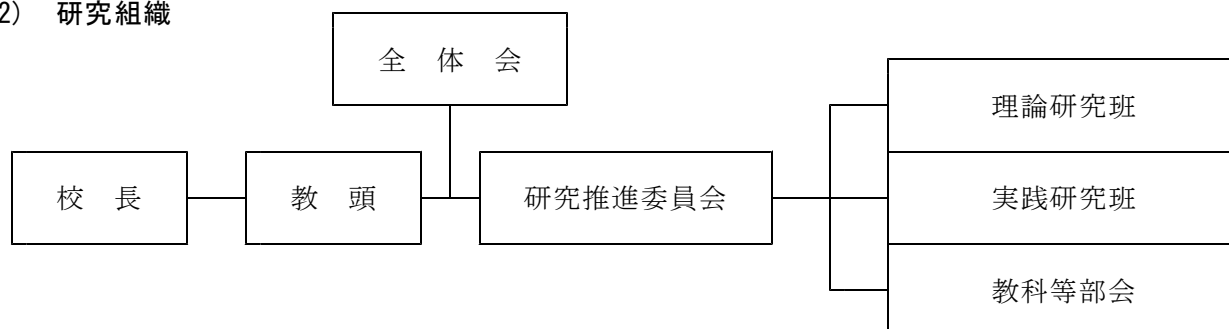 2) 研究組織
全 体 会
校 長
教 頭
研究推進委員会
理論研究班
実践研究班
教科等部会